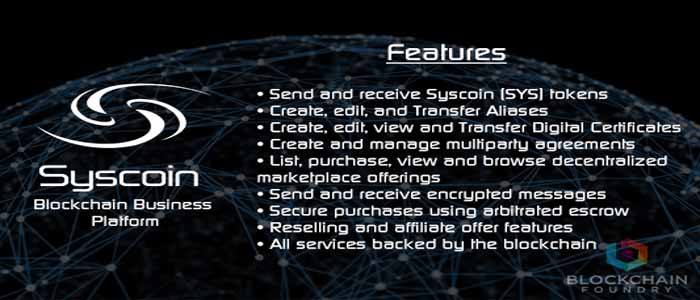 Features
• Send and receive Syscoin (SYS) tokens
• Create, edit, and Transfer Aliases
• Create, edit, view and Transfer Digital Certificates
• Create and manage multiparty agreements
• List, purchase, view and browse decentralized
marketplace offerings
• Send and receive encrypted messages
• Secure purchases using arbitrated escrow
• Reselling and affiliate offer features
• All services backed by the blockchain
Syscoin
Blockchain Business
Platform
BLOCKCHAIN
FOUNDRY